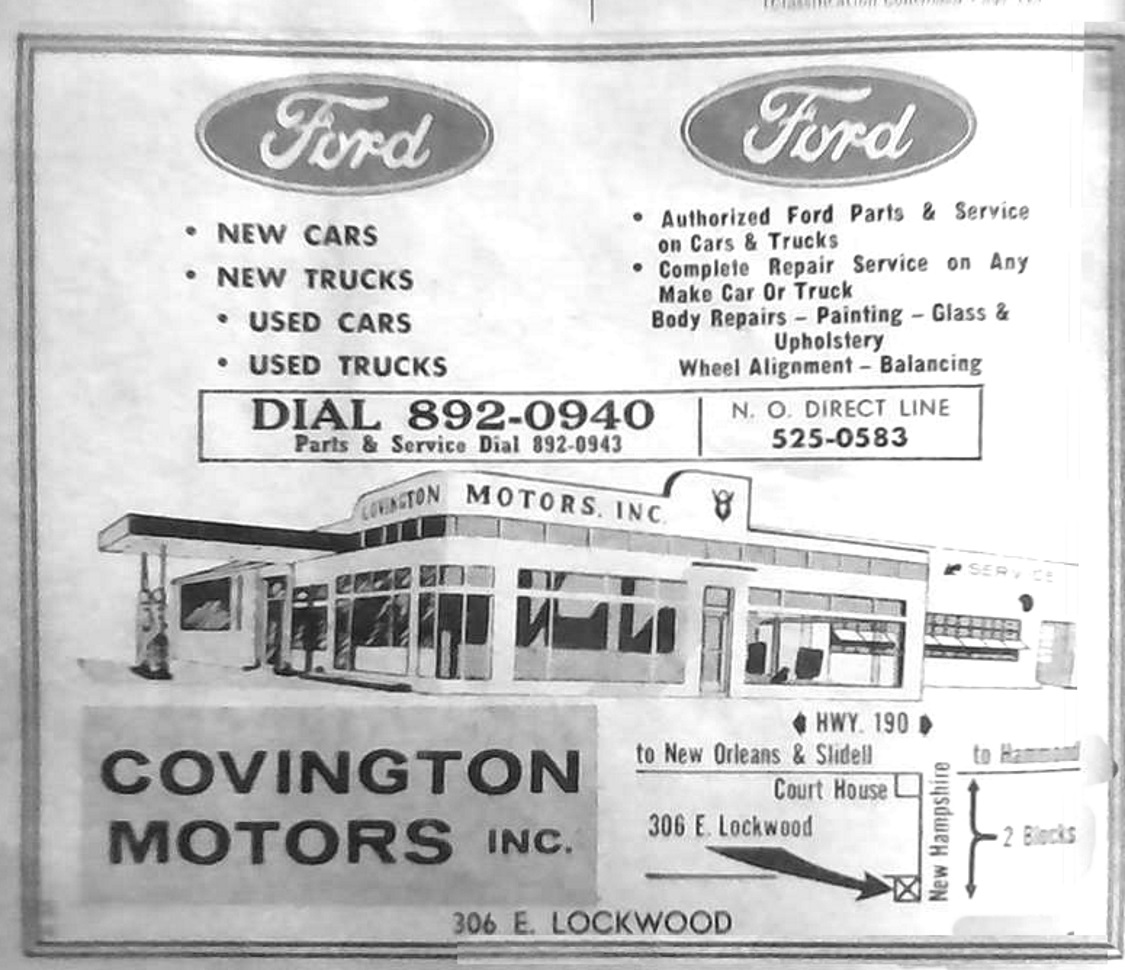 Ford
Ford
• NEW CARS
• NEW TRUCKS
• USED CARS
• USED TRUCKS
• Authorized Ford Parts & Service
on Cars & Trucks
• Complete Repair Service on Any
Make Car Or Truck
Body Repairs – Painting – Glass &
Upholstery
Wheel Alignment – Balancing
DIAL 892-0940
Parts & Service Dial 892-0943
N. O. DIRECT LINE
525-0583
COVINGTON MOTORS, INC.
V8
SERVICE
COVINGTON
MOTORS INC.
HWY. 190
to New Orleans & Slidell
to Hammond
Court House
New Hampshire
306 E. Lockwood
2 Blocks
306 E. LOCKWOOD